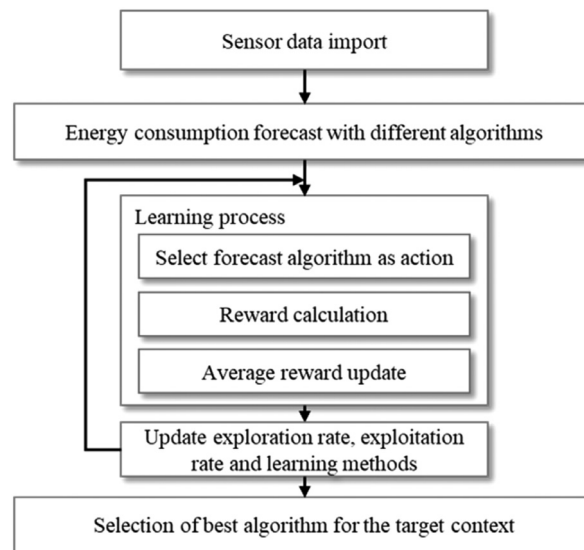 Sensor data import
Energy consumption forecast with different algorithms
Learning process
Select forecast algorithm as action
Reward calculation
Average reward update
Update exploration rate, exploitation
rate and learning methods
Selection of best algorithm for the target context